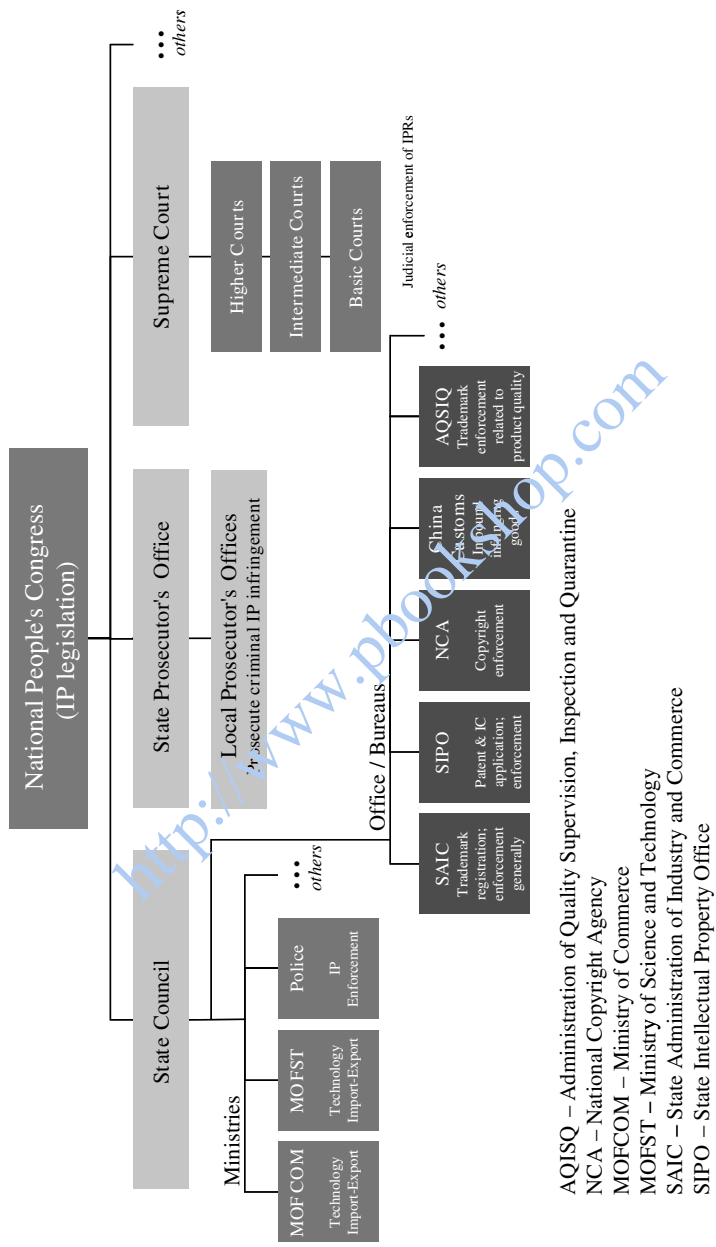 National People's Congress
(IP legislation)
State Council
State Prosecutor's Office
Supreme Court
••• others
Local Prosecutor's Offices
Prosecute criminal IP infringement
Higher Courts
Intermediate Courts
Basic Courts
Judicial enforcement of IPRs
Ministries
MOFCOM
Technology
Import-Export
MOFST
Technology
Import-Export
Police
IP
Enforcement
••• others
Office / Bureaus
SAIC
Trademark
registration;
enforcement
generally
SIPO
Patent & IC
application;
enforcement
NCA
Copyright
enforcement
China
Customs
Impound
infringing
goods
AQSIQ
Trademark
enforcement
related to
product quality
••• others
AQISQ – Administration of Quality Supervision, Inspection and Quarantine
NCA – National Copyright Agency
MOFCOM – Ministry of Commerce
MOFST – Ministry of Science and Technology
SAIC – State Administration of Industry and Commerce
SIPO – State Intellectual Property Office
http://www.pbookshop.com